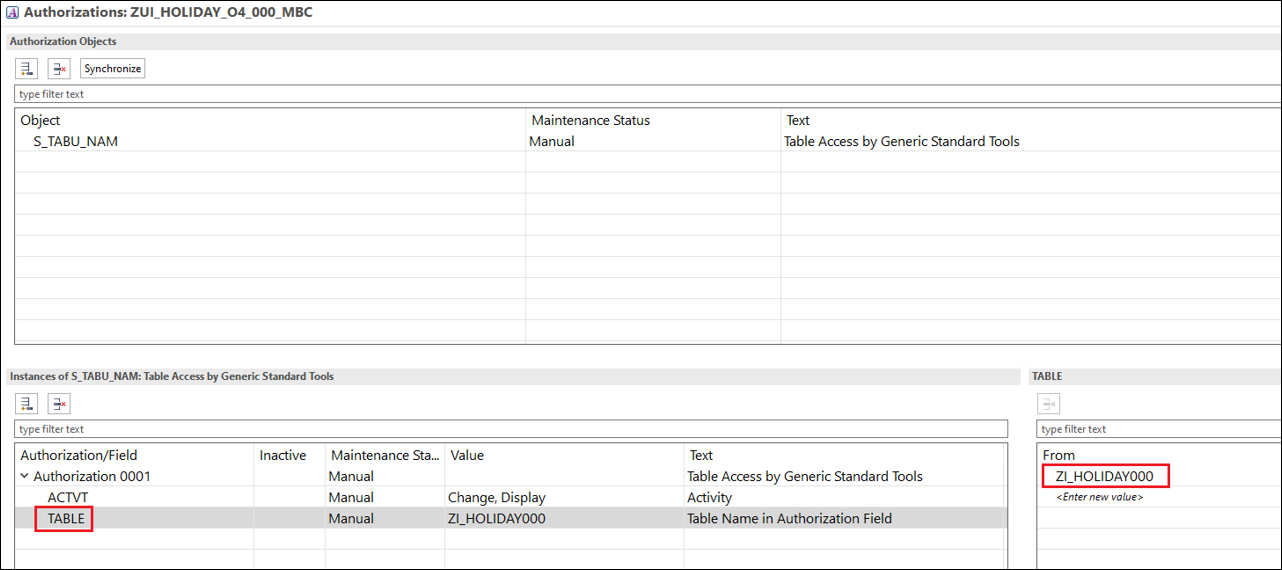 Authorizations: ZUI_HOLIDAY_O4_000_MBC
Authorization Objects
Synchronize
type filter text
Object Maintenance Status Text
S_TABU_NAM Manual Table Access by Generic Standard Tools
Instances of S_TABU_NAM: Table Access by Generic Standard Tools
TABLE
type filter text
type filter text
Authorization/Field Inactive Maintenance Sta... Value Text
From
Authorization 0001 Manual Table Access by Generic Standard Tools
ZI_HOLIDAY000
ACTVT Manual Change, Display Activity
<Enter new value>
TABLE Manual ZI_HOLIDAY000 Table Name in Authorization Field